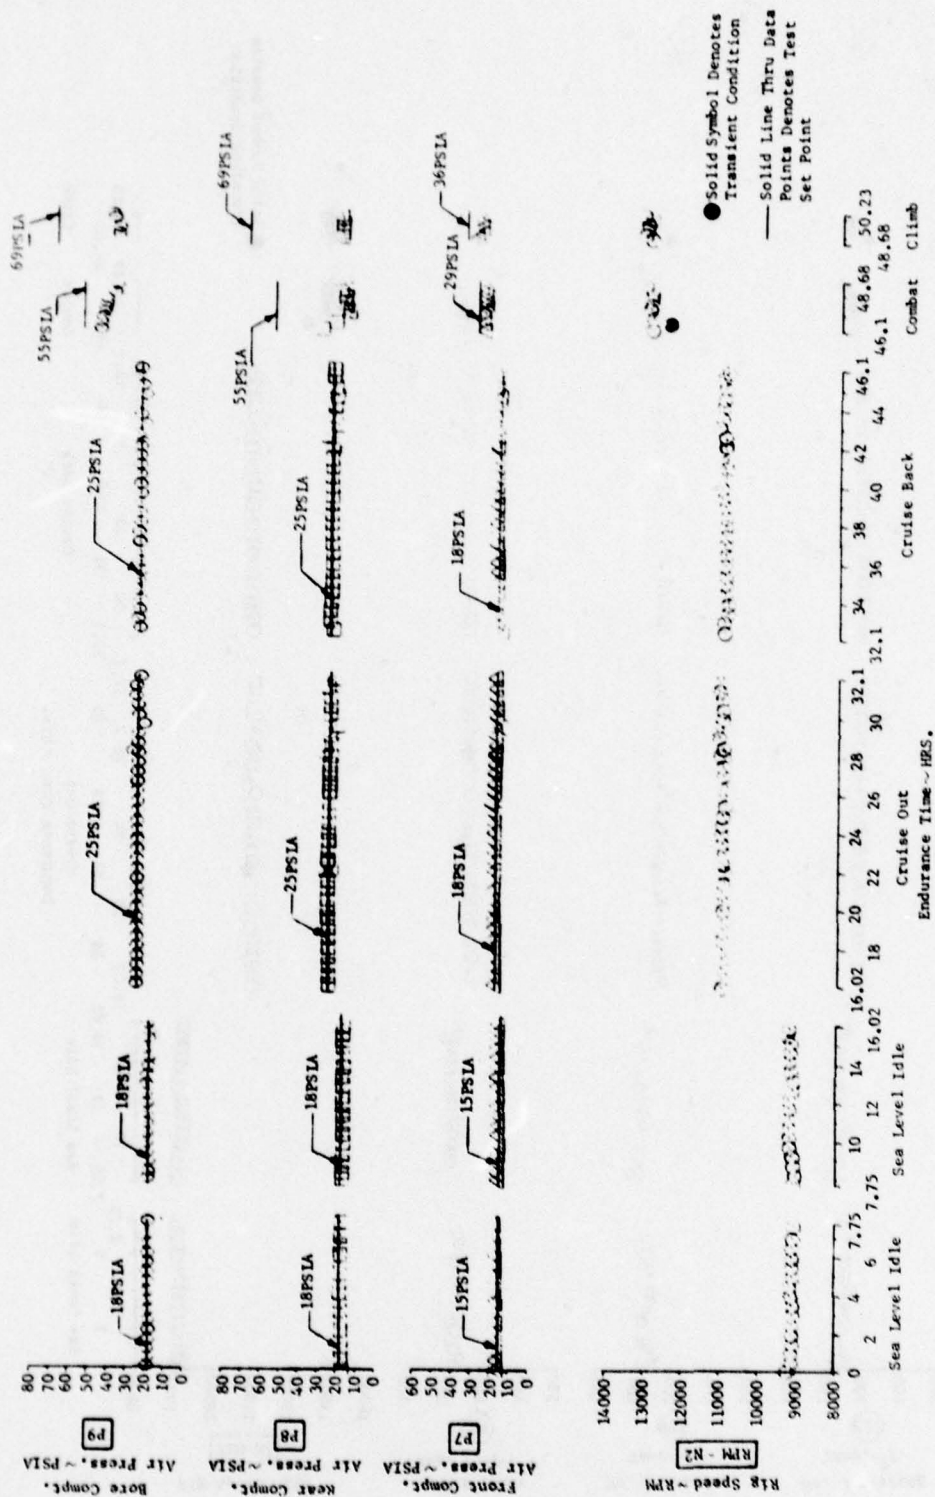 Bore Compt.
Air Press. ~ PSIA
P9
80
70
60
50
40
30
20
10
0
18PSIA
18PSIA
25PSIA
25PSIA
55PSIA
69PSIA
Rear Compt.
Air Press. ~ PSIA
P8
80
70
60
50
40
30
20
10
0
18PSIA
18PSIA
25PSIA
25PSIA
55PSIA
69PSIA
Front Compt.
Air Press. ~ PSIA
P7
40
30
20
10
0
15PSIA
15PSIA
18PSIA
18PSIA
29PSIA
36PSIA
Rig Speed ~ RPM
RPM - N2
14000
13000
12000
11000
10000
9000
8000
Solid Symbol Denotes
Transient Condition
Solid Line Thru Data
Points Denotes Test
Set Point
0 2 4 6 7.75
Sea Level Idle
7.75 10 12 14 16.02
Sea Level Idle
16.02 18 20 22 24 26 28 30 32.1
Cruise Out
32.1 34 36 38 40 42 44 46.1
Cruise Back
46.1 48.68
Combat
48.68 50.23
Climb
Endurance Time ~ HRS.